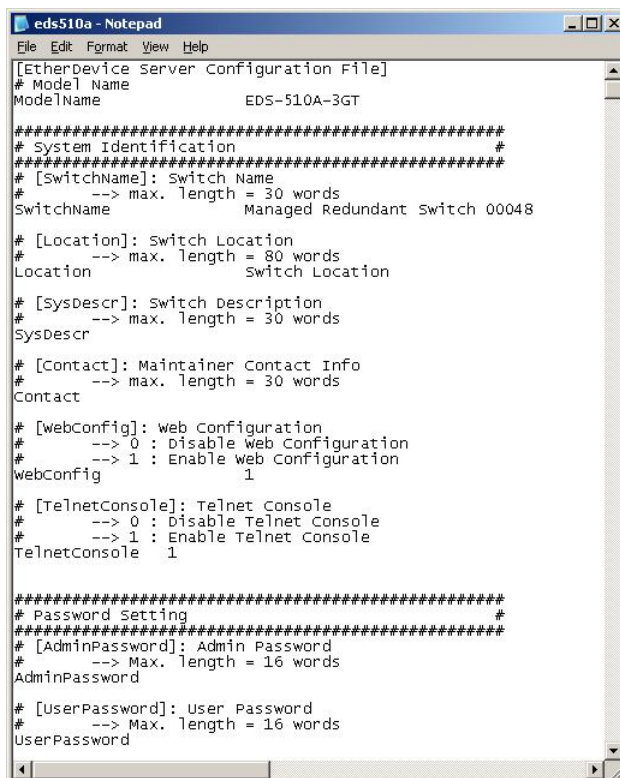 eds510a - Notepad
File Edit Format View Help
[EtherDevice Server Configuration File]
# Model Name
ModelName EDS-510A-3GT
###################################################
# System Identification #
###################################################
# [SwitchName]: Switch Name
# --> max. length = 30 words
SwitchName Managed Redundant Switch 00048
# [Location]: Switch Location
# --> max. length = 80 words
Location Switch Location
# [SysDescr]: Switch Description
# --> max. length = 30 words
SysDescr
# [Contact]: Maintainer Contact Info
# --> max. length = 30 words
Contact
# [WebConfig]: Web Configuration
# --> 0 : Disable Web Configuration
# --> 1 : Enable Web Configuration
WebConfig 1
# [TelnetConsole]: Telnet Console
# --> 0 : Disable Telnet Console
# --> 1 : Enable Telnet Console
TelnetConsole 1
###################################################
# Password Setting #
###################################################
# [AdminPassword]: Admin Password
# --> Max. length = 16 words
AdminPassword
# [UserPassword]: User Password
# --> Max. length = 16 words
UserPassword